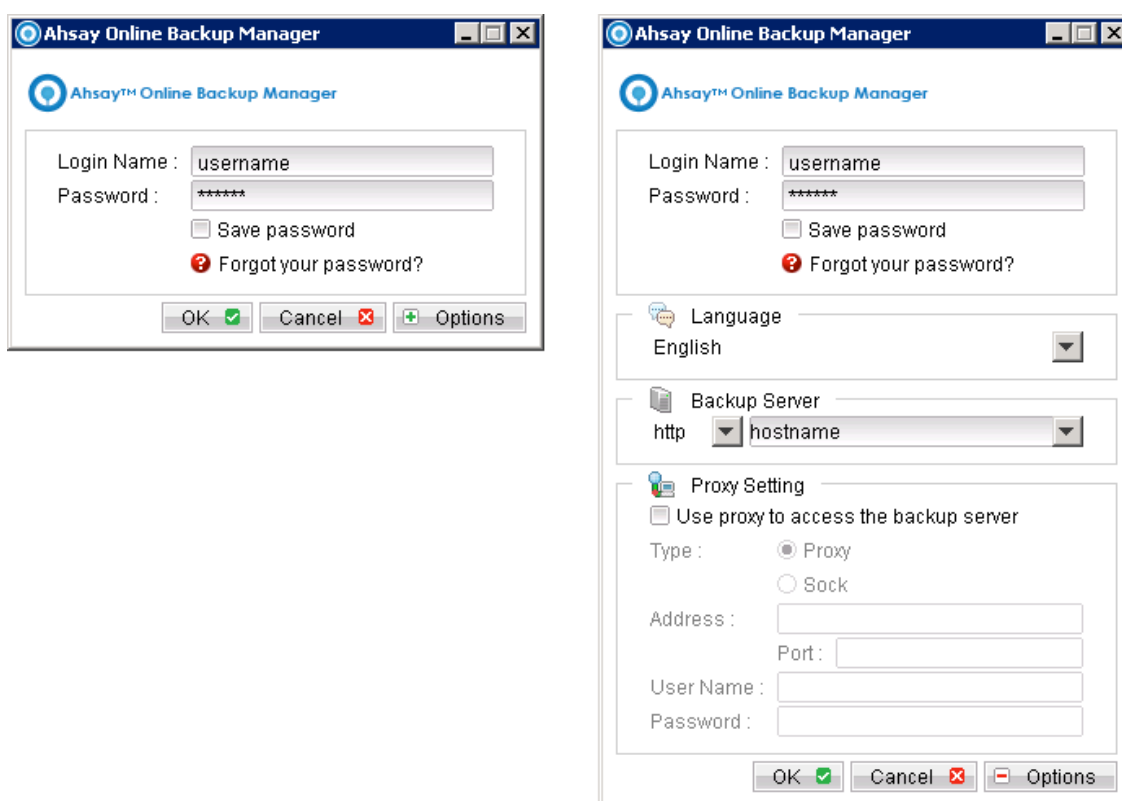 Ahsay Online Backup Manager
Ahsay™ Online Backup Manager
Login Name : username
Password : ******
Save password
Forgot your password?
OK Cancel Options
Ahsay Online Backup Manager
Ahsay™ Online Backup Manager
Login Name : username
Password : ******
Save password
Forgot your password?
Language
English
Backup Server
http hostname
Proxy Setting
Use proxy to access the backup server
Type : Proxy
Sock
Address :
Port :
User Name :
Password :
OK Cancel Options